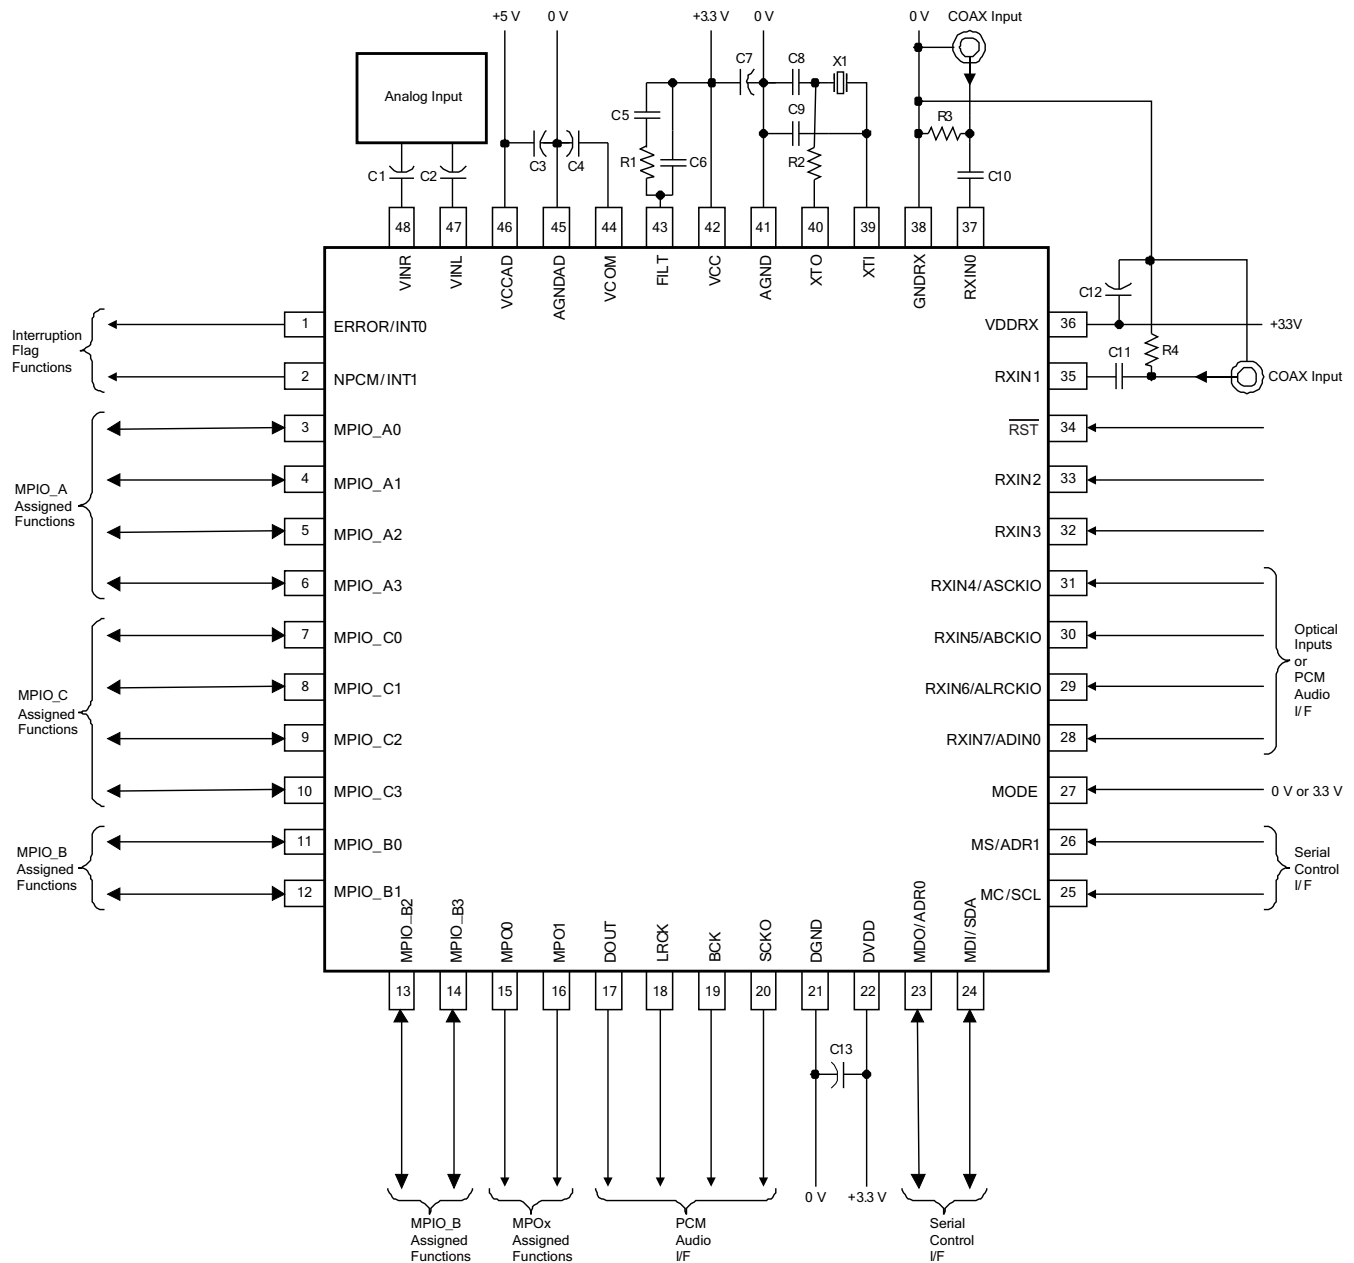 +5 V
0 V
+3.3 V
0 V
0 V
COAX Input
Analog Input
C7
C8
X1
C5
C9
R3
C3
C4
R1
C6
R2
C1
C2
C10
48
47
46
45
44
43
42
41
40
39
38
37
VINR
VINL
VCCAD
AGNDAD
VCOM
FILT
VCC
AGND
XTO
XTI
GNDRX
RXIN0
Interruption
Flag
Functions
1
ERROR/INT0
2
NPCM/INT1
MPIO_A
Assigned
Functions
3
MPIO_A0
4
MPIO_A1
5
MPIO_A2
6
MPIO_A3
MPIO_C
Assigned
Functions
7
MPIO_C0
8
MPIO_C1
9
MPIO_C2
10
MPIO_C3
MPIO_B
Assigned
Functions
11
MPIO_B0
12
MPIO_B1
C12
VDDRX
36
+3.3V
C11
R4
RXIN1
35
COAX Input
RST
34
RXIN2
33
RXIN3
32
RXIN4/ASCKIO
31
RXIN5/ABCKIO
30
RXIN6/ALRCKIO
29
RXIN7/ADIN0
28
Optical
Inputs
or
PCM
Audio
I/F
MODE
27
0 V or 3.3 V
MS/ADR1
26
MC/SCL
25
Serial
Control
I/F
MPIO_B2
MPIO_B3
MPO0
MPO1
DOUT
LRCK
BCK
SCKO
DGND
DVDD
MDO/ADR0
MDI/SDA
13
14
15
16
17
18
19
20
21
22
23
24
C13
0 V
+3.3 V
MPIO_B
Assigned
Functions
MPOx
Assigned
Functions
PCM
Audio
I/F
Serial
Control
I/F